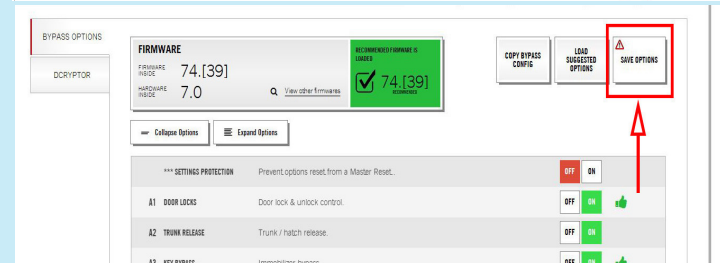 BYPASS OPTIONS
DCRYPTOR
FIRMWARE
FIRMWARE INSIDE 74.[39]
HARDWARE INSIDE 7.0
View other firmwares
RECOMMENDED FIRMWARE IS
LOADED
74.[39]
RECOMMENDED
COPY BYPASS
CONFIG
LOAD
SUGGESTED
OPTIONS
SAVE OPTIONS
Collapse Options
Expand Options
*** SETTINGS PROTECTION Prevent options reset from a Master Reset. OFF ON
A1 DOOR LOCKS Door lock & unlock control. OFF ON
A2 TRUNK RELEASE Trunk / hatch release. OFF ON
A3 KEY BYPASS Immobilizer bypass. OFF ON